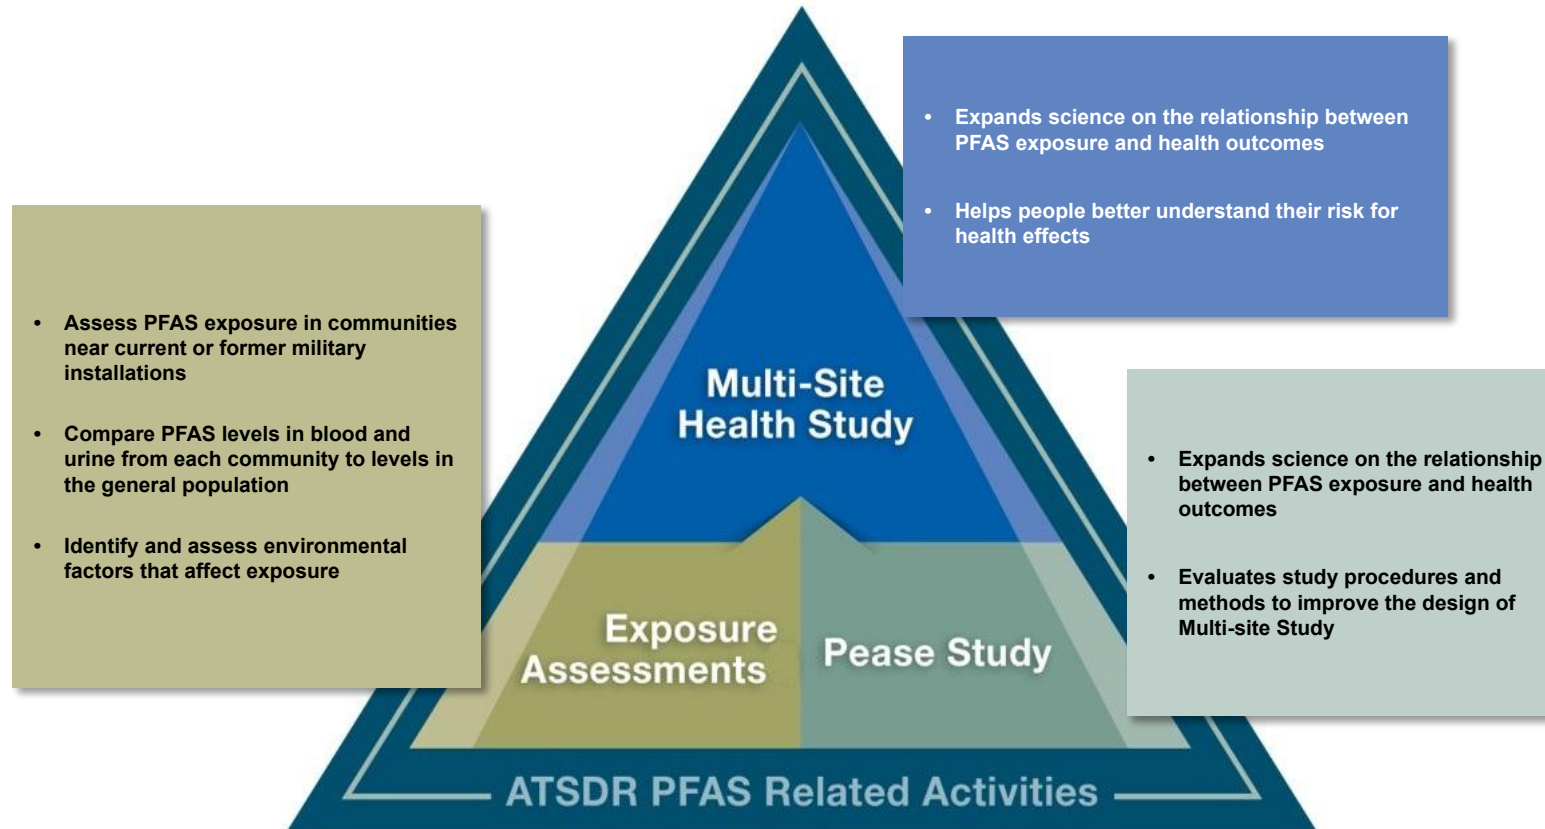 • Expands science on the relationship between
PFAS exposure and health outcomes
• Helps people better understand their risk for
health effects
• Assess PFAS exposure in communities
near current or former military
installations
• Compare PFAS levels in blood and
urine from each community to levels in
the general population
• Identify and assess environmental
factors that affect exposure
Multi-Site
Health Study
• Expands science on the relationship
between PFAS exposure and health
outcomes
• Evaluates study procedures and
methods to improve the design of
Multi-site Study
Exposure
Assessments
Pease Study
ATSDR PFAS Related Activities